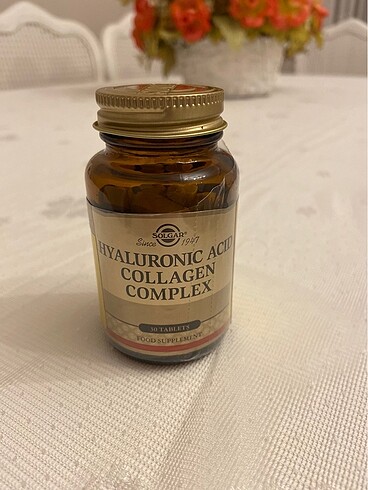 SOLGAR
Since 1947
HYALURONIC ACID
COLLAGEN
COMPLEX
30 TABLETS
FOOD SUPPLEMENT